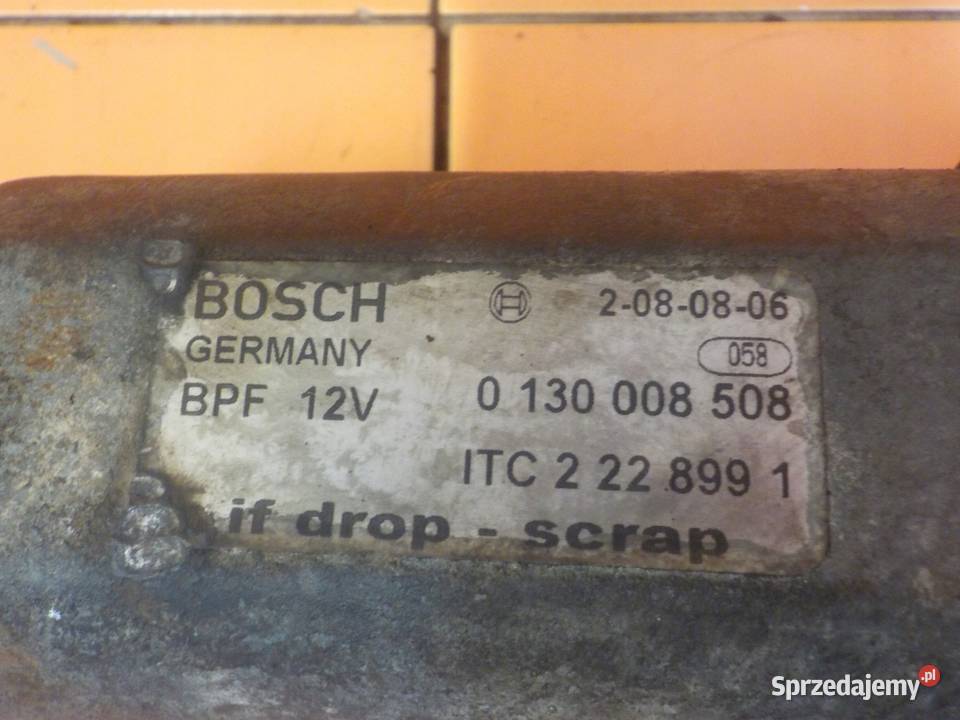 BOSCH 2-08-08-06
GERMANY 058
BPF 12V 0 130 008 508
ITC 2 22 899 1
if drop - scrap
Sprzedajemy.pl